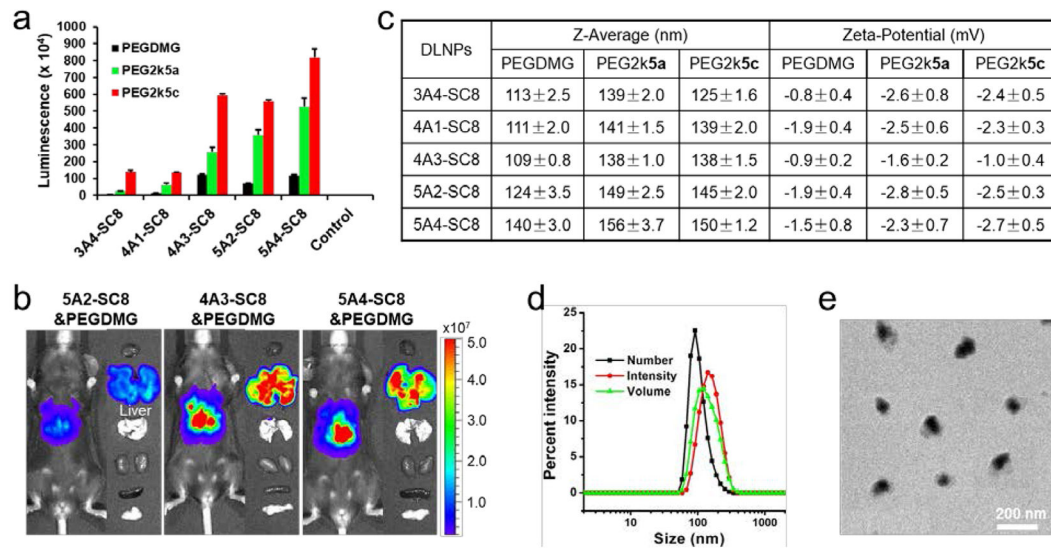 a
Luminescence (x 10⁴)
1000
900
800
700
600
500
400
300
200
100
0
PEGDMG
PEG2k5a
PEG2k5c
3A4-SC8
4A1-SC8
4A3-SC8
5A2-SC8
5A4-SC8
Control
c
DLNPs Z-Average (nm) Zeta-Potential (mV)
PEGDMG PEG2k5a PEG2k5c PEGDMG PEG2k5a PEG2k5c
3A4-SC8 113±2.5 139±2.0 125±1.6 -0.8±0.4 -2.6±0.8 -2.4±0.5
4A1-SC8 111±2.0 141±1.5 139±2.0 -1.9±0.4 -2.5±0.6 -2.3±0.3
4A3-SC8 109±0.8 138±1.0 138±1.5 -0.9±0.2 -1.6±0.2 -1.0±0.4
5A2-SC8 124±3.5 149±2.5 145±2.0 -1.9±0.4 -2.8±0.5 -2.5±0.3
5A4-SC8 140±3.0 156±3.7 150±1.2 -1.5±0.8 -2.3±0.7 -2.7±0.5
b
5A2-SC8
&PEGDMG
4A3-SC8
&PEGDMG
5A4-SC8
&PEGDMG
Liver
x10⁷
5.0
4.0
3.0
2.0
1.0
d
Percent intensity
25
20
15
10
5
0
Number
Intensity
Volume
10 100 1000
Size (nm)
e
200 nm